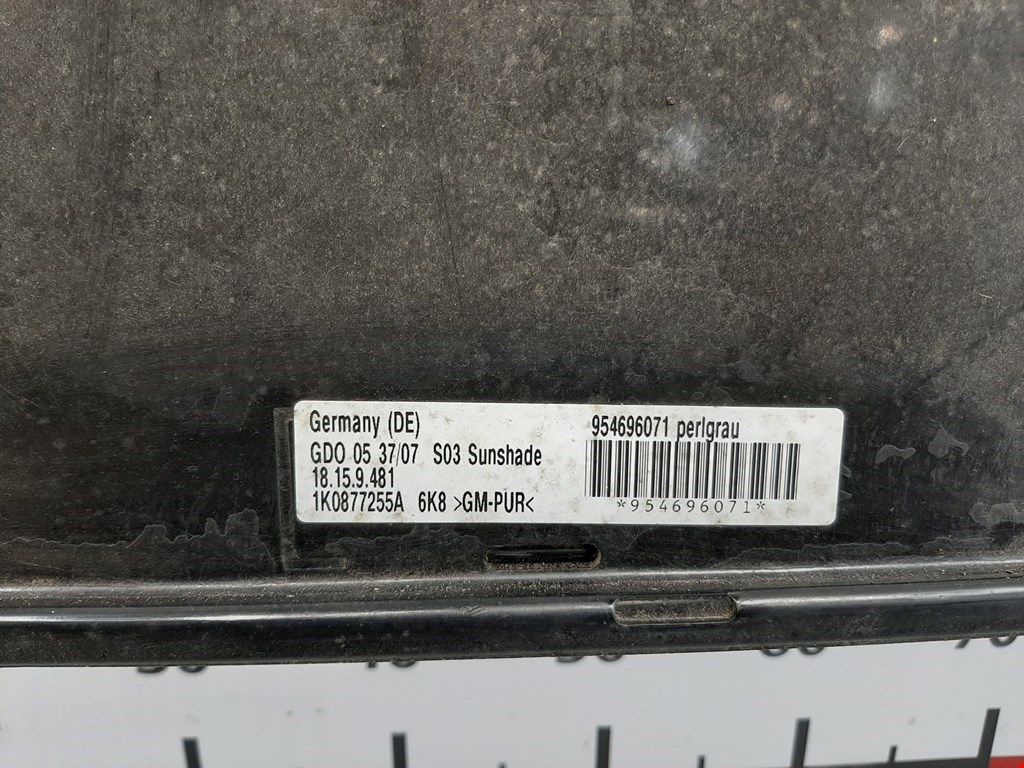 Germany (DE)
GDO 05 37/07 S03 Sunshade
18.15.9.481
1K0877255A 6K8 >GM-PUR<
954696071 perlgrau
*954696071*